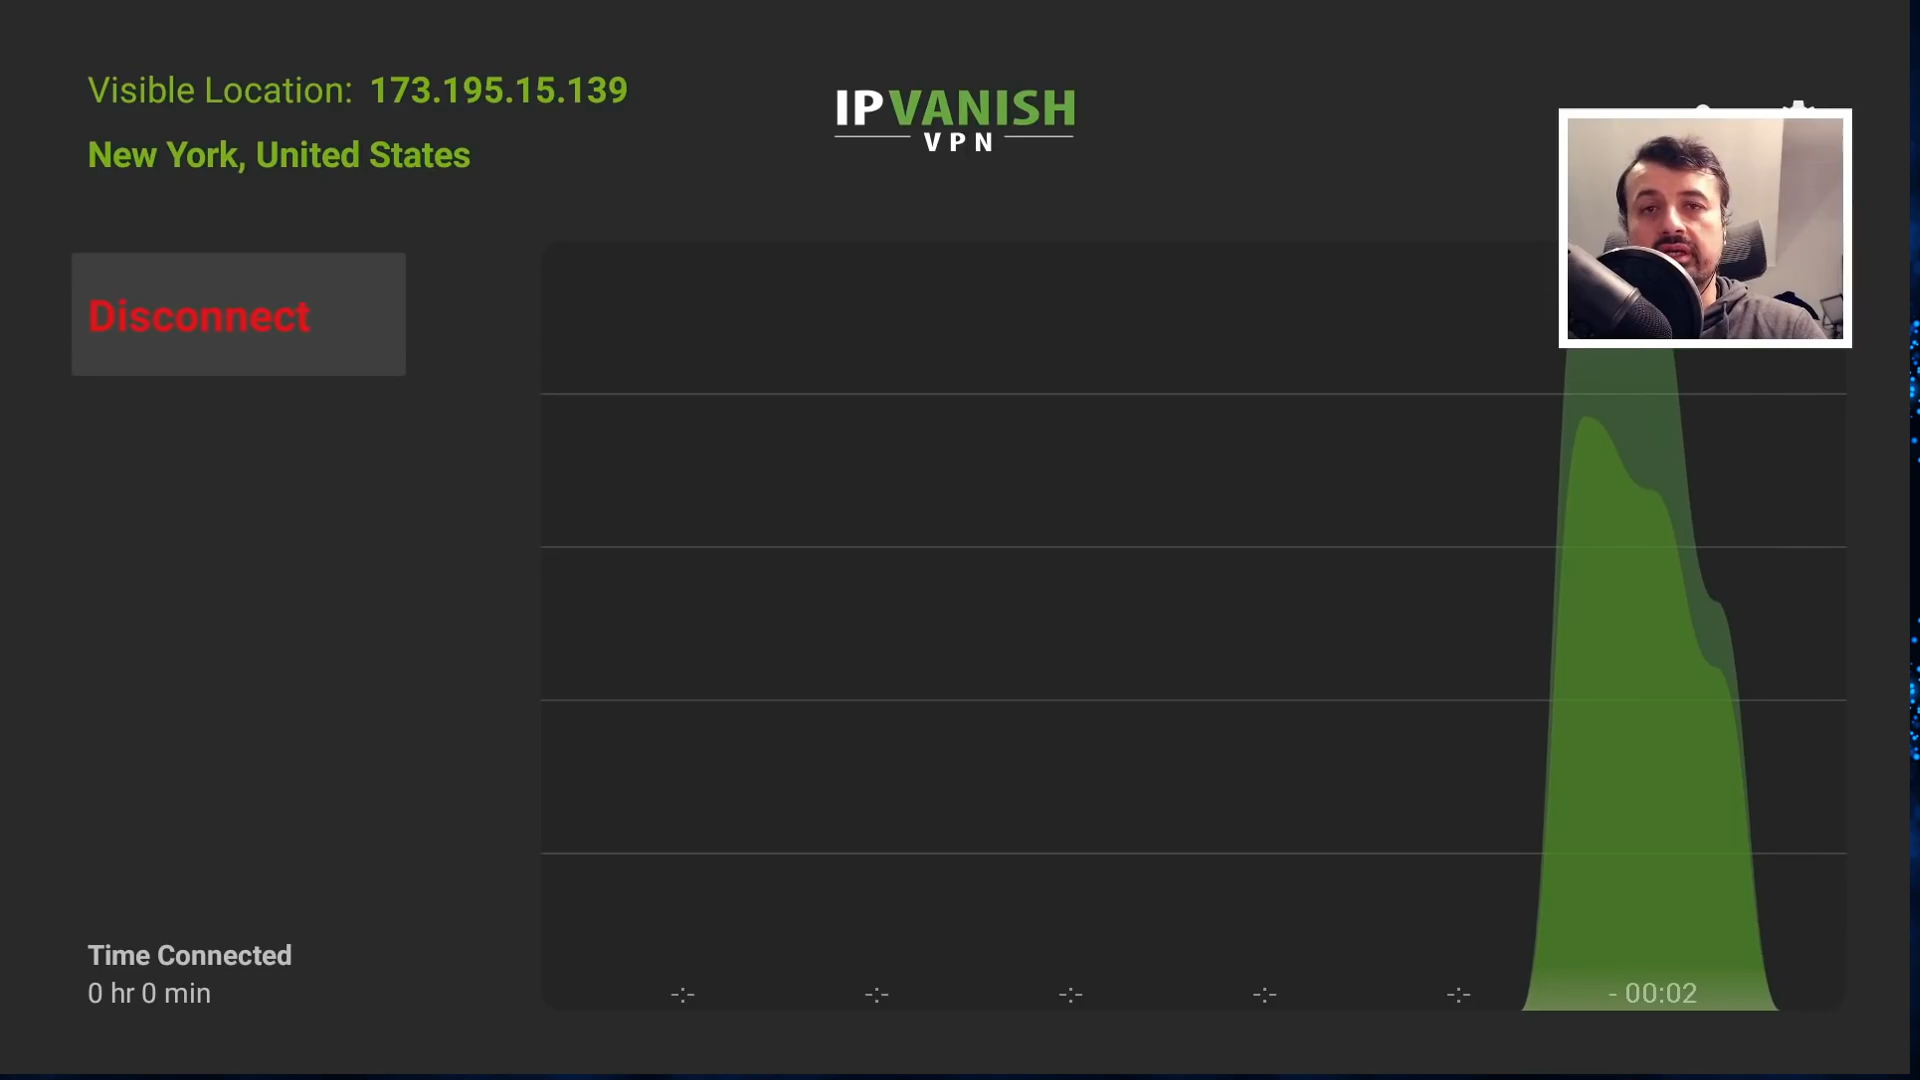 Visible Location: 173.195.15.139
New York, United States
IPVANISH
VPN
Disconnect
Time Connected
0 hr 0 min
-:- -:- -:- -:- -:- - 00:02